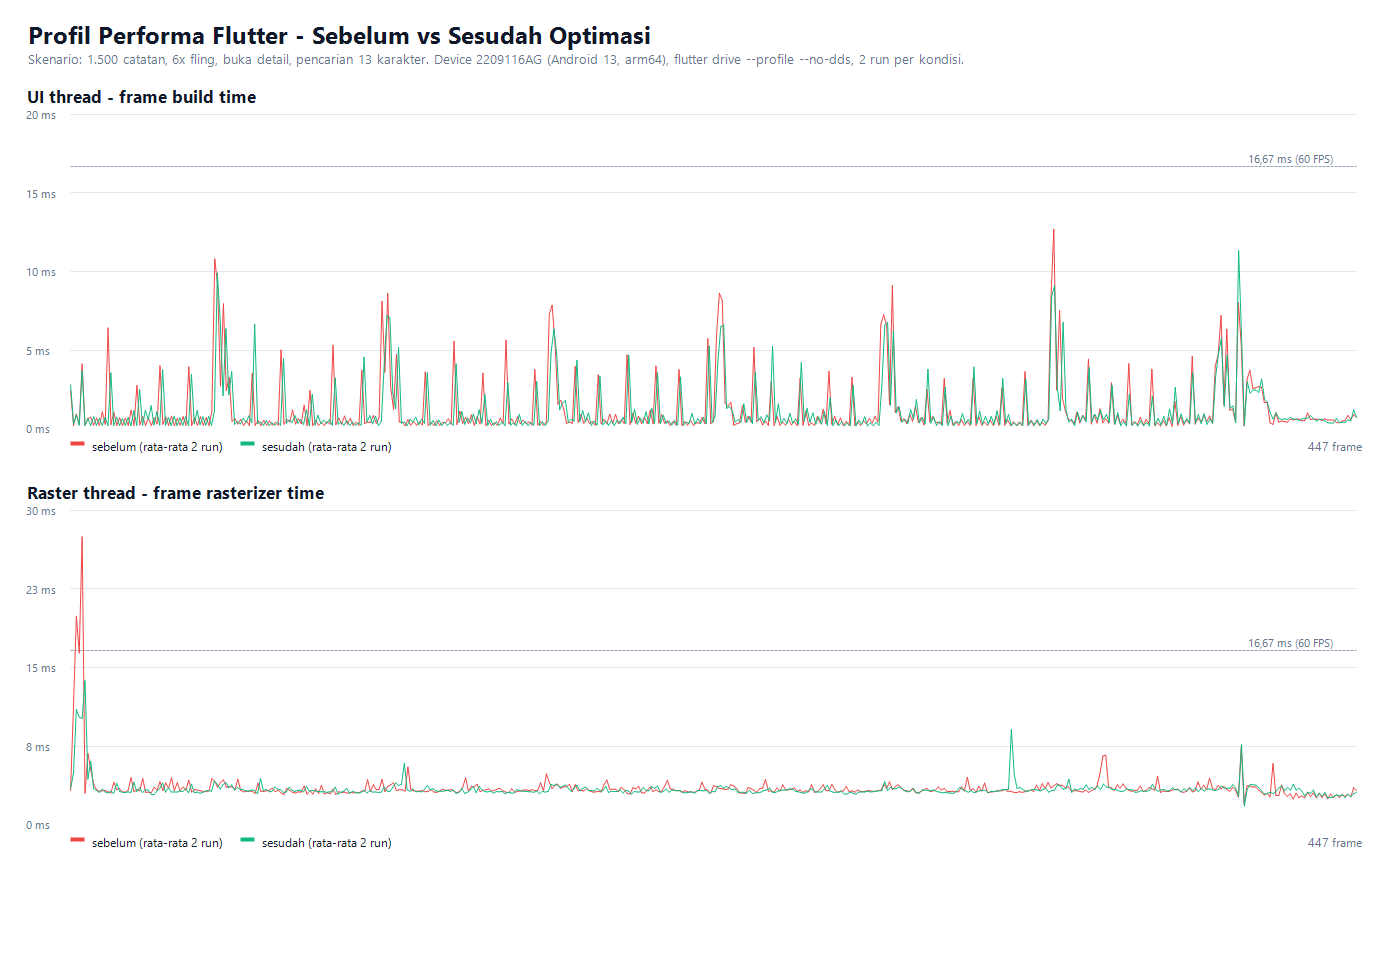 Profil Performa Flutter - Sebelum vs Sesudah Optimasi
Skenario: 1.500 catatan, 6x fling, buka detail, pencarian 13 karakter. Device 2209116AG (Android 13, arm64), flutter drive --profile --no-dds, 2 run per kondisi.
UI thread - frame build time
20 ms
16,67 ms (60 FPS)
15 ms
10 ms
5 ms
0 ms
sebelum (rata-rata 2 run)
sesudah (rata-rata 2 run)
447 frame
Raster thread - frame rasterizer time
30 ms
23 ms
16,67 ms (60 FPS)
15 ms
8 ms
0 ms
sebelum (rata-rata 2 run)
sesudah (rata-rata 2 run)
447 frame